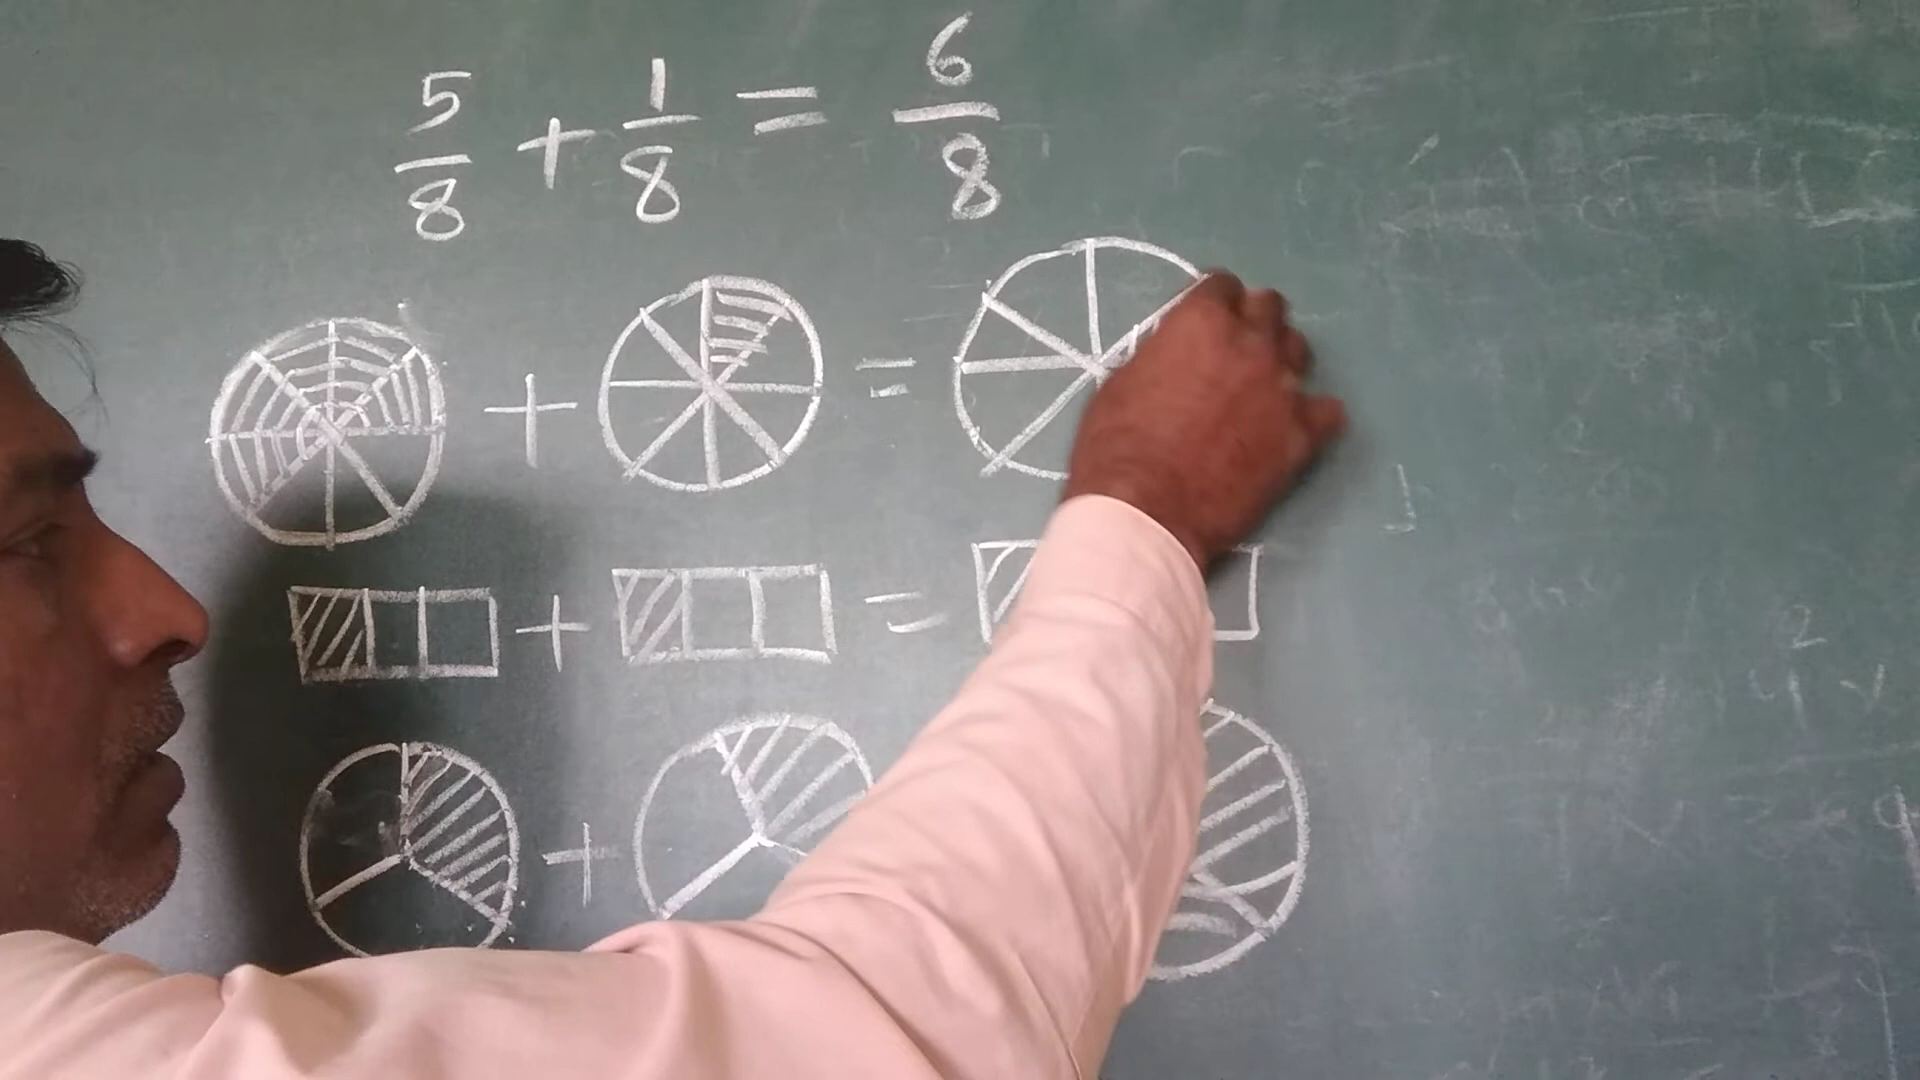 5/8 + 1/8 = 6/8
+ =
+ =
+